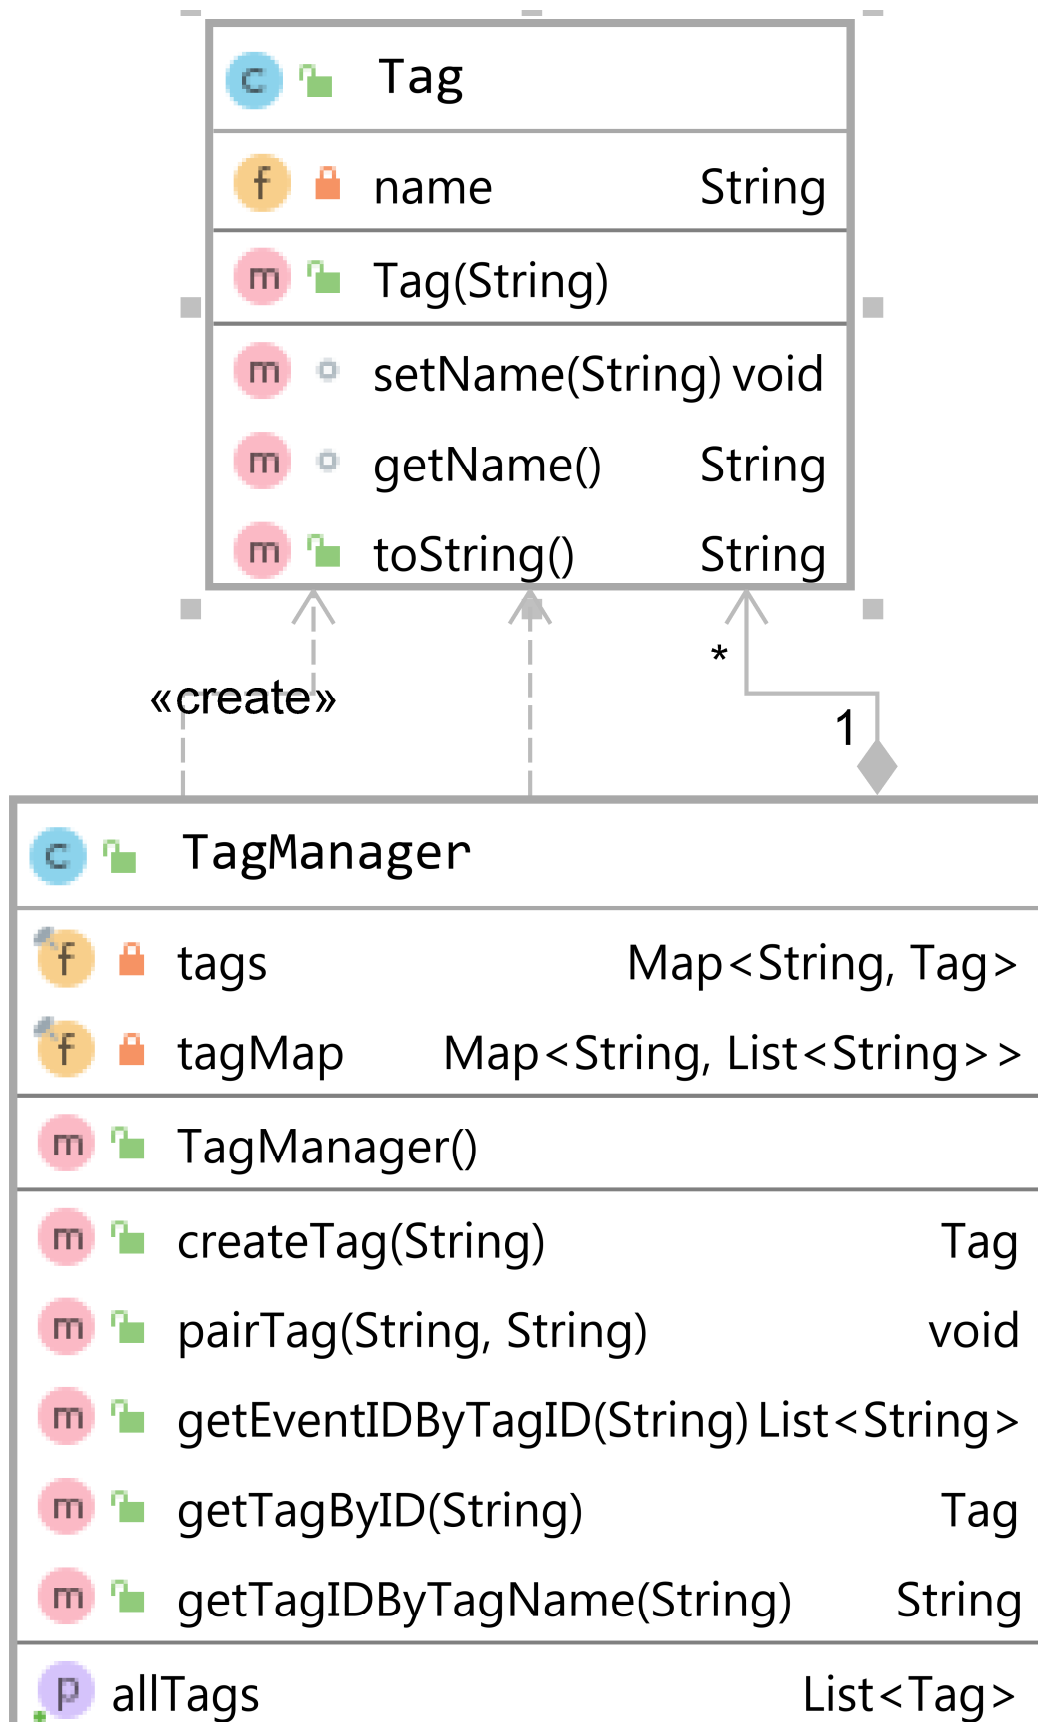 c Tag
f name String
m Tag(String)
m setName(String) void
m getName() String
m toString() String
*
«create»
1
c TagManager
f tags Map<String, Tag>
f tagMap Map<String, List<String>>
m TagManager()
m createTag(String) Tag
m pairTag(String, String) void
m getEventIDByTagID(String) List<String>
m getTagByID(String) Tag
m getTagIDByTagName(String) String
p allTags List<Tag>